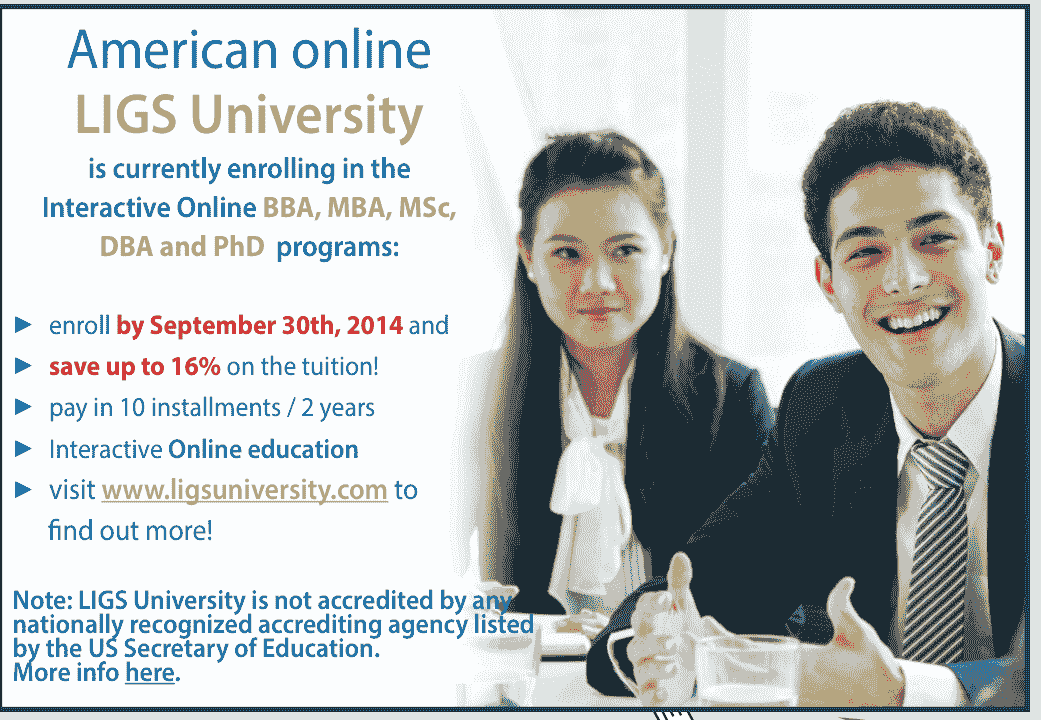 American online
LIGS University
is currently enrolling in the
Interactive Online BBA, MBA, MSc,
DBA and PhD programs:
► enroll by September 30th, 2014 and
► save up to 16% on the tuition!
► pay in 10 installments / 2 years
► Interactive Online education
► visit www.ligsuniversity.com to
find out more!
Note: LIGS University is not accredited by any
nationally recognized accrediting agency listed
by the US Secretary of Education.
More info here.